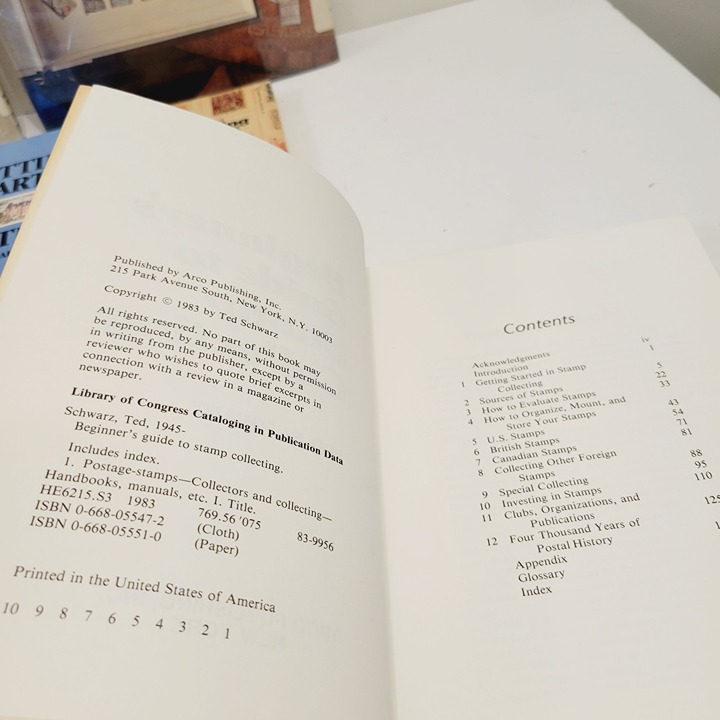 TTI
ART
Published by Arco Publishing, Inc.
215 Park Avenue South, New York, N.Y. 10003
Copyright © 1983 by Ted Schwarz
All rights reserved. No part of this book may
be reproduced, by any means, without permission
in writing from the publisher, except by a
reviewer who wishes to quote brief excerpts in
connection with a review in a magazine or
newspaper.
Library of Congress Cataloging in Publication Data
Schwarz, Ted, 1945-
Beginner's guide to stamp collecting.
Includes index.
1. Postage-stamps—Collectors and collecting—
Handbooks, manuals, etc. I. Title.
HE6215.S3 1983 769.56'075 83-9956
ISBN 0-668-05547-2 (Cloth)
ISBN 0-668-05551-0 (Paper)
Printed in the United States of America
10 9 8 7 6 5 4 3 2 1
Contents
Acknowledgments iv
Introduction 1
1 Getting Started in Stamp
Collecting 5
2 Sources of Stamps 22
3 How to Evaluate Stamps 33
4 How to Organize, Mount, and
Store Your Stamps 43
5 U.S. Stamps 54
6 British Stamps 71
7 Canadian Stamps 81
8 Collecting Other Foreign
Stamps 88
9 Special Collecting 95
10 Investing in Stamps 110
11 Clubs, Organizations, and
Publications 125
12 Four Thousand Years of
Postal History
Appendix
Glossary
Index